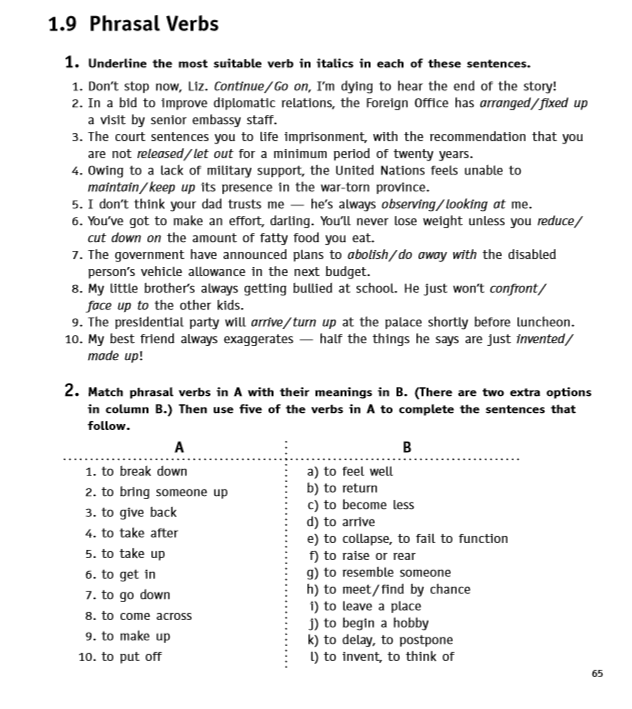 1.9 Phrasal Verbs
1. Underline the most suitable verb in italics in each of these sentences.
1. Don't stop now, Liz. Continue/Go on, I'm dying to hear the end of the story!
2. In a bid to improve diplomatic relations, the Foreign Office has arranged/fixed up
a visit by senior embassy staff.
3. The court sentences you to life imprisonment, with the recommendation that you
are not released/let out for a minimum period of twenty years.
4. Owing to a lack of military support, the United Nations feels unable to
maintain/keep up its presence in the war-torn province.
5. I don't think your dad trusts me — he's always observing/looking at me.
6. You've got to make an effort, darling. You'll never lose weight unless you reduce/
cut down on the amount of fatty food you eat.
7. The government have announced plans to abolish/do away with the disabled
person's vehicle allowance in the next budget.
8. My little brother's always getting bullied at school. He just won't confront/
face up to the other kids.
9. The presidential party will arrive/turn up at the palace shortly before luncheon.
10. My best friend always exaggerates — half the things he says are just invented/
made up!
2. Match phrasal verbs in A with their meanings in B. (There are two extra options
in column B.) Then use five of the verbs in A to complete the sentences that
follow.
A
1. to break down
2. to bring someone up
3. to give back
4. to take after
5. to take up
6. to get in
7. to go down
8. to come across
9. to make up
10. to put off
B
a) to feel well
b) to return
c) to become less
d) to arrive
e) to collapse, to fail to function
f) to raise or rear
g) to resemble someone
h) to meet/find by chance
i) to leave a place
j) to begin a hobby
k) to delay, to postpone
l) to invent, to think of
65